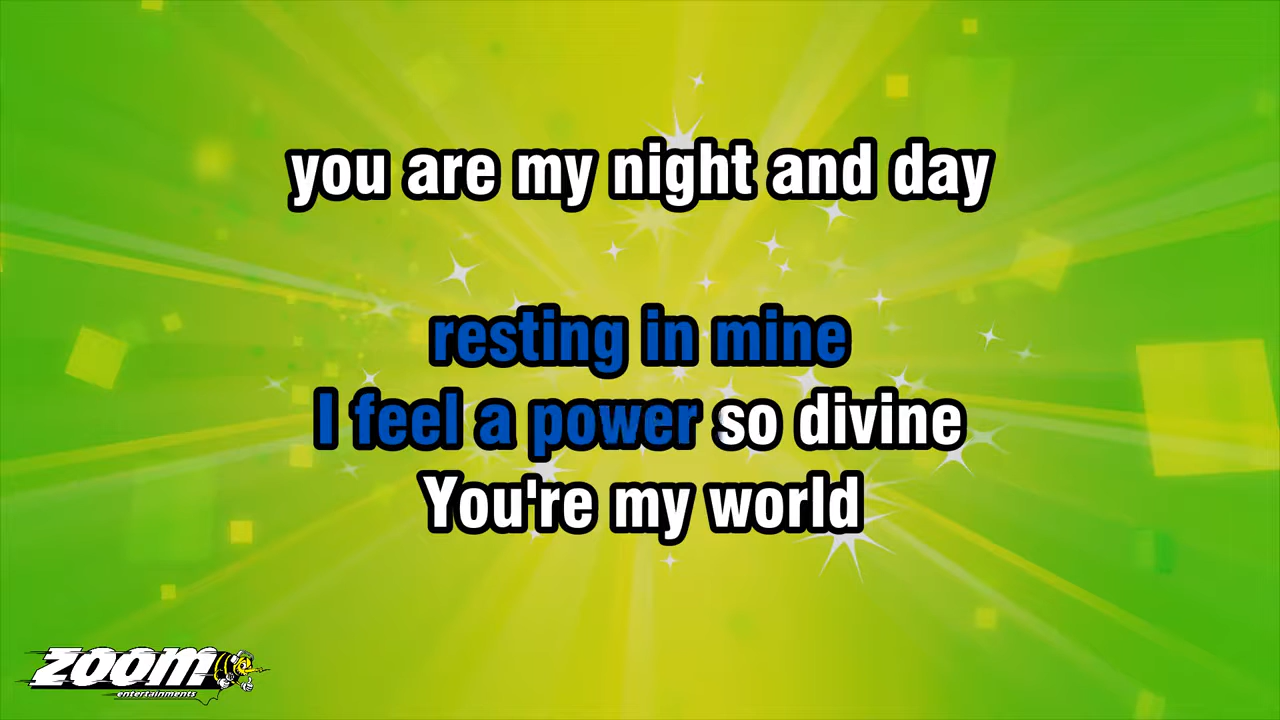 you are my night and day
resting in mine
I feel a power so divine
You're my world
zoom
entertainments